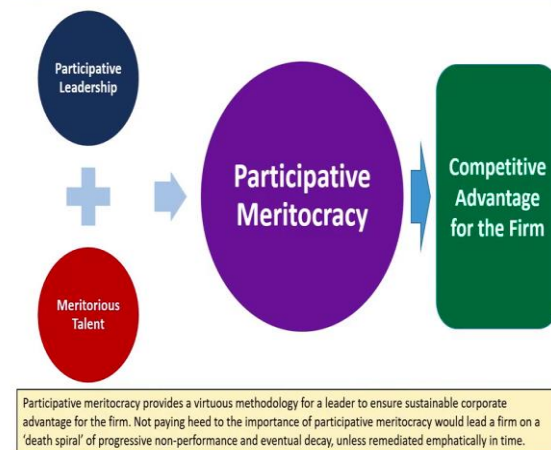 Participative
Leadership
Meritorious
Talent
Participative
Meritocracy
Competitive
Advantage
for the Firm
Participative meritocracy provides a virtuous methodology for a leader to ensure sustainable corporate
advantage for the firm. Not paying heed to the importance of participative meritocracy would lead a firm on a
'death spiral' of progressive non-performance and eventual decay, unless remediated emphatically in time.